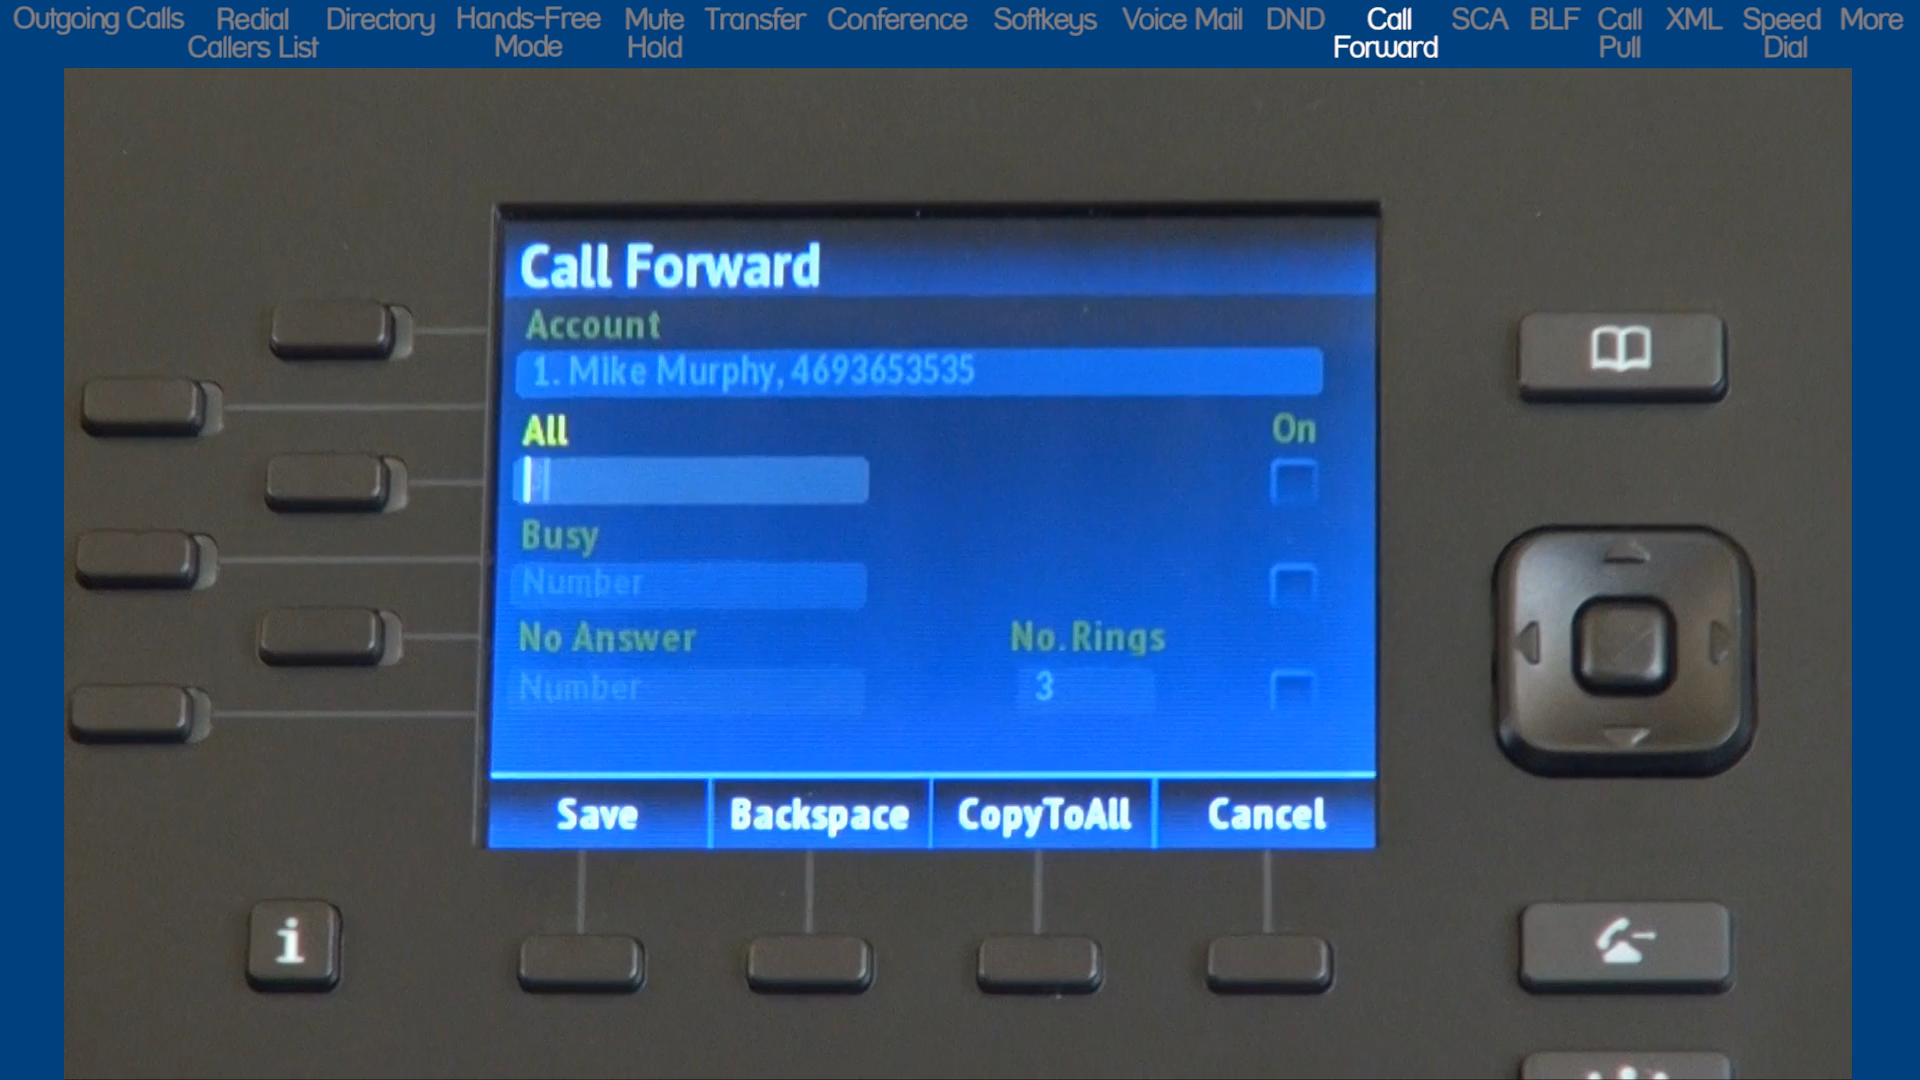 Outgoing Calls
Redial
Callers List
Directory
Hands-Free
Mode
Mute
Hold
Transfer
Conference
Softkeys
Voice Mail
DND
Call
Forward
SCA
BLF
Call
Pull
XML
Speed
Dial
More
Call Forward
Account
1. Mike Murphy, 4693653535
All On
Busy
Number
No Answer No.Rings
Number 3
Save Backspace CopyToAll Cancel
i